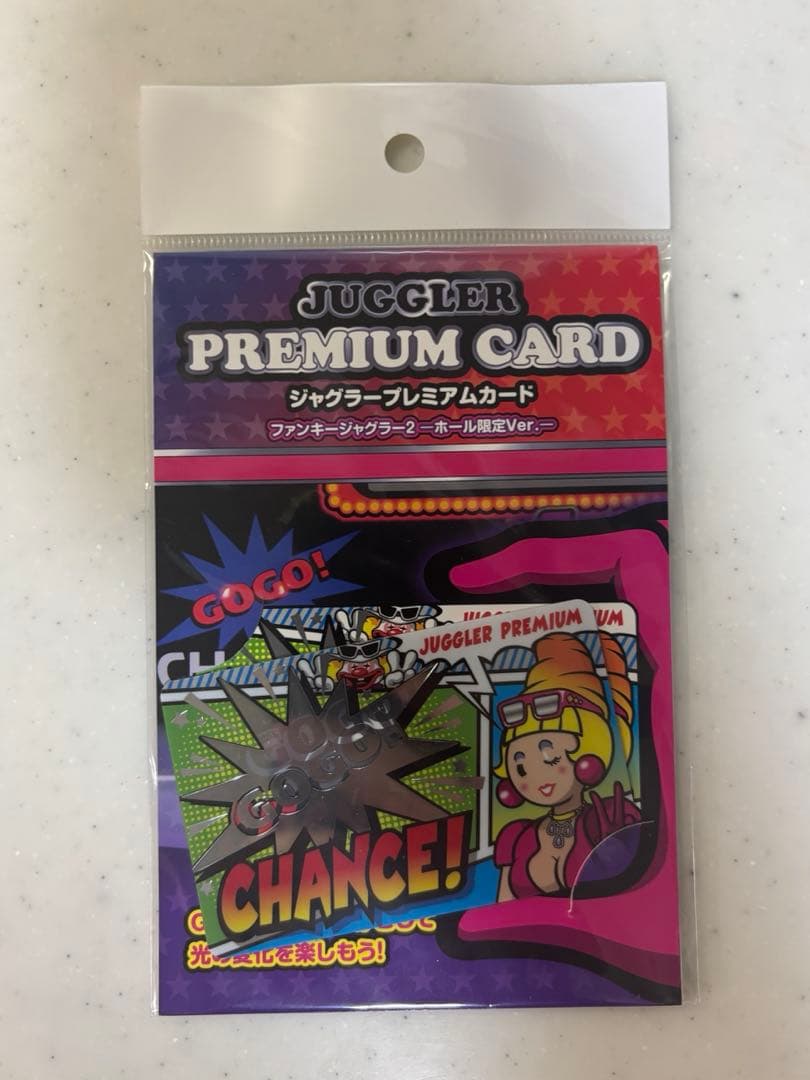 JUGGLER
PREMIUM CARD
ジャグラープレミアムカード
ファンキージャグラー2 ーホール限定Ver.ー
GOGO!
CH
JUGGLER PREMIUM
GOGO!
GOGO!
CHANCE!
光の変化を楽しもう!